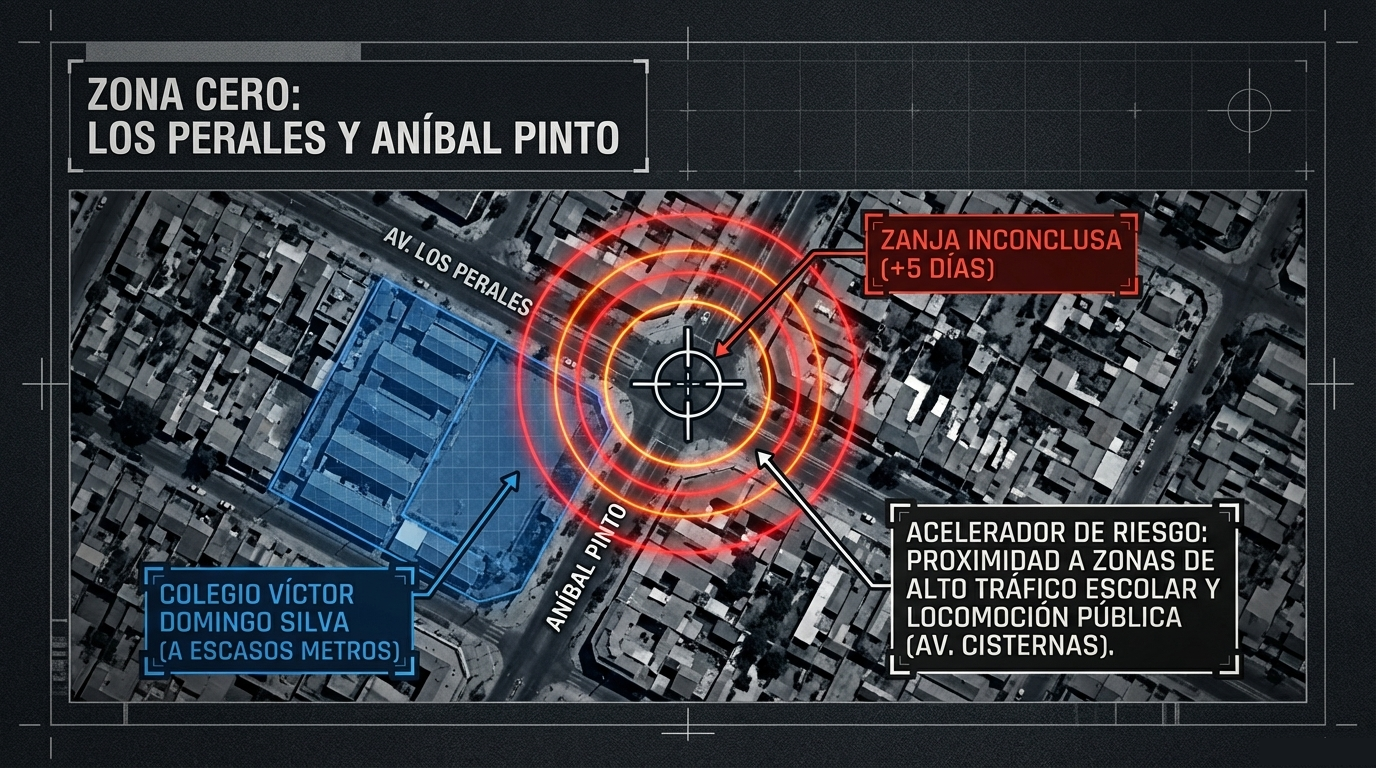 ZONA CERO:
LOS PERALES Y ANÍBAL PINTO
AV. LOS PERALES
ZANJA INCONCLUSA
(+5 DÍAS)
ANÍBAL PINTO
COLEGIO VÍCTOR
DOMINGO SILVA
(A ESCASOS METROS)
ACELERADOR DE RIESGO:
PROXIMIDAD A ZONAS DE
ALTO TRÁFICO ESCOLAR Y
LOCOMOCIÓN PÚBLICA
(AV. CISTERNAS).